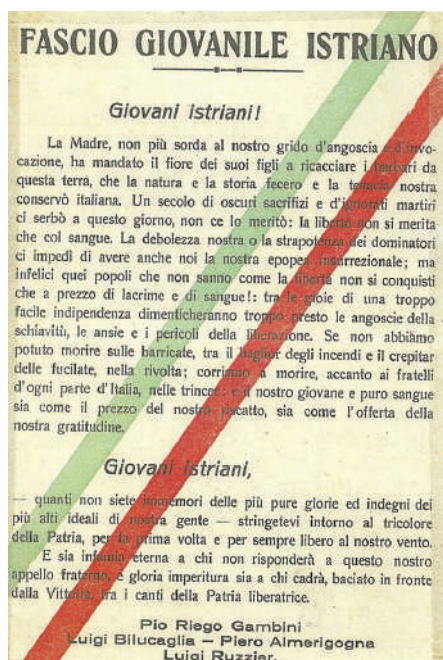 FASCIO GIOVANILE ISTRIANO
Giovani istriani!
La Madre, non più sorda al nostro grido d'angoscia e d'invo-
cazione, ha mandato il fiore dei suoi figli a ricacciare i barbari da
questa terra, che la natura e la storia fecero e la tenacia nostra
conservò italiana. Un secolo di oscuri sacrifizi e d'ignorati martiri
ci serbò a questo giorno, non ce lo meritò: la libertà non si merita
che col sangue. La debolezza nostra o la strapotenza dei dominatori
ci impedì di avere anche noi la nostra epopea insurrezionale; ma
infelici quei popoli che non sanno come la libertà non si conquisti
che a prezzo di lacrime e di sangue!: tra le gioie di una troppo
facile indipendenza dimenticheranno troppo presto le angoscie della
schiavitù, le ansie e i pericoli della liberazione. Se non abbiamo
potuto morire sulle barricate, tra il baglior degli incendi e il crepitar
delle fucilate, nella rivolta; corriamo a morire, accanto ai fratelli
d'ogni parte d'Italia, nelle trincee: e il nostro giovane e puro sangue
sia come il prezzo del nostro riscatto, sia come l'offerta della
nostra gratitudine.
Giovani istriani,
— quanti non siete immemori delle più pure glorie ed indegni dei
più alti ideali di nostra gente — stringetevi intorno al tricolore
della Patria, per la prima volta e per sempre libero al nostro vento.
E sia infamia eterna a chi non risponderà a questo nostro
appello fraterno, e gloria imperitura sia a chi cadrà, baciato in fronte
dalla Vittoria, tra i canti della Patria liberatrice.
Pio Riego Gambini
Luigi Bilucaglia — Piero Almerigogna
Luigi Ruzzier.